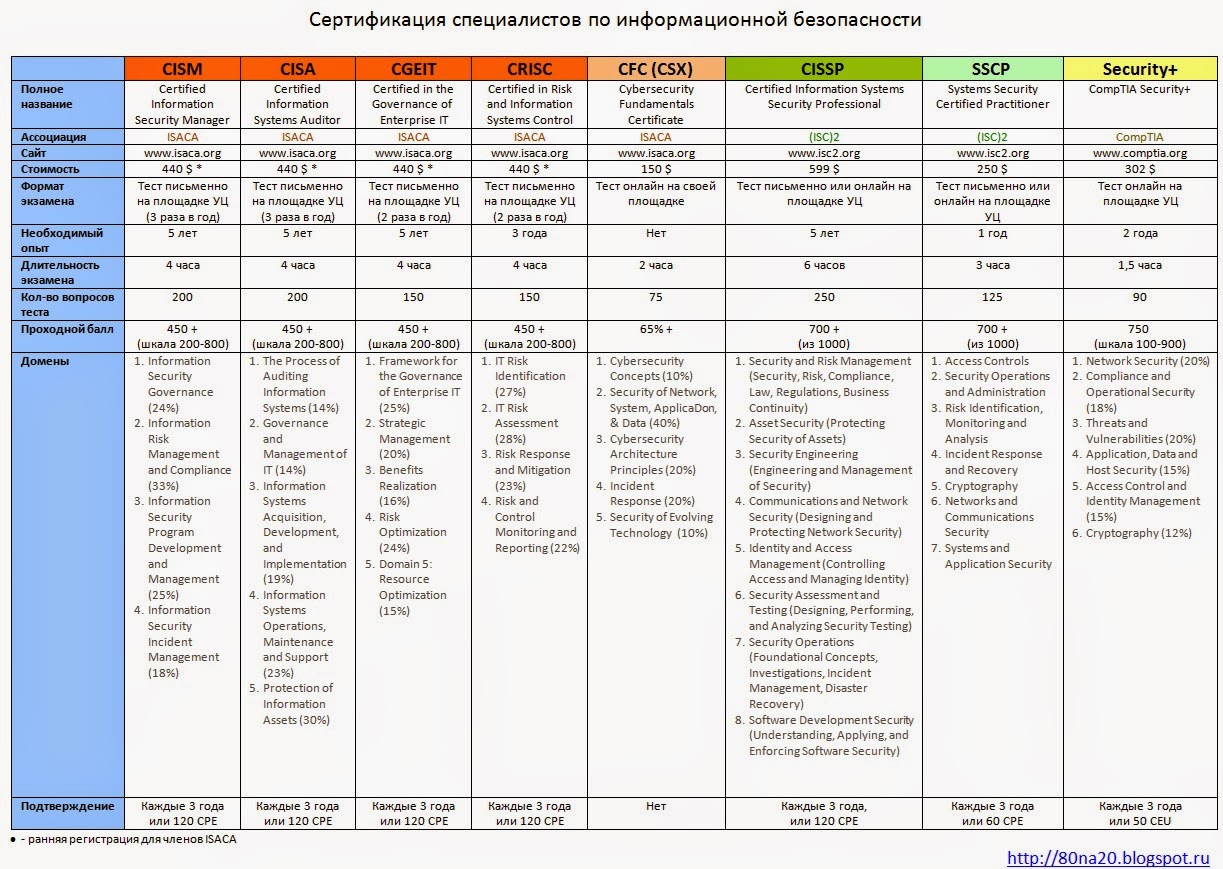 Сертификация специалистов по информационной безопасности
CISM CISA CGEIT CRISC CFC (CSX) CISSP SSCP Security+
Полное название
Certified
Information
Security Manager
Certified
Information
Systems Auditor
Certified in the
Governance of
Enterprise IT
Certified in Risk
and Information
Systems Control
Cybersecurity
Fundamentals
Certificate
Certified Information Systems
Security Professional
Systems Security
Certified Practitioner
CompTIA Security+
Ассоциация ISACA ISACA ISACA ISACA ISACA (ISC)2 (ISC)2 CompTIA
Сайт www.isaca.org www.isaca.org www.isaca.org www.isaca.org www.isaca.org www.isc2.org www.isc2.org www.comptia.org
Стоимость 440 $ * 440 $ * 440 $ * 440 $ * 150 $ 599 $ 250 $ 302 $
Формат
экзамена
Тест письменно
на площадке УЦ
(3 раза в год)
Тест письменно
на площадке УЦ
(3 раза в год)
Тест письменно
на площадке УЦ
(2 раза в год)
Тест письменно
на площадке УЦ
(2 раза в год)
Тест онлайн на своей
площадке
Тест письменно или онлайн на
площадке УЦ
Тест письменно или
онлайн на площадке
УЦ
Тест онлайн на
площадке УЦ
Необходимый
опыт
5 лет 5 лет 5 лет 3 года Нет 5 лет 1 год 2 года
Длительность
экзамена
4 часа 4 часа 4 часа 4 часа 2 часа 6 часов 3 часа 1,5 часа
Кол-во вопросов
теста
200 200 150 150 75 250 125 90
Проходной балл
450 +
(шкала 200-800)
450 +
(шкала 200-800)
450 +
(шкала 200-800)
450 +
(шкала 200-800)
65% +
700 +
(из 1000)
700 +
(из 1000)
750
(шкала 100-900)
Домены
1. Information
Security
Governance
(24%)
2. Information
Risk
Management
and Compliance
(33%)
3. Information
Security
Program
Development
and
Management
(25%)
4. Information
Security
Incident
Management
(18%)
1. The Process of
Auditing
Information
Systems (14%)
2. Governance
and
Management of
IT (14%)
3. Information
Systems
Acquisition,
Development,
and
Implementation
(19%)
4. Information
Systems
Operations,
Maintenance
and Support
(23%)
5. Protection of
Information
Assets (30%)
1. Framework for
the Governance
of Enterprise IT
(25%)
2. Strategic
Management
(20%)
3. Benefits
Realization
(16%)
4. Risk
Optimization
(24%)
5. Domain 5:
Resource
Optimization
(15%)
1. IT Risk
Identification
(27%)
2. IT Risk
Assessment
(28%)
3. Risk Response
and Mitigation
(23%)
4. Risk and
Control
Monitoring and
Reporting (22%)
1. Cybersecurity
Concepts (10%)
2. Security of Network,
System, ApplicaDon,
& Data (40%)
3. Cybersecurity
Architecture
Principles (20%)
4. Incident
Response (20%)
5. Security of Evolving
Technology (10%)
1. Security and Risk Management
(Security, Risk, Compliance,
Law, Regulations, Business
Continuity)
2. Asset Security (Protecting
Security of Assets)
3. Security Engineering
(Engineering and Management
of Security)
4. Communications and Network
Security (Designing and
Protecting Network Security)
5. Identity and Access
Management (Controlling
Access and Managing Identity)
6. Security Assessment and
Testing (Designing, Performing,
and Analyzing Security Testing)
7. Security Operations
(Foundational Concepts,
Investigations, Incident
Management, Disaster
Recovery)
8. Software Development Security
(Understanding, Applying, and
Enforcing Software Security)
1. Access Controls
2. Security Operations
and Administration
3. Risk Identification,
Monitoring and
Analysis
4. Incident Response
and Recovery
5. Cryptography
6. Networks and
Communications
Security
7. Systems and
Application Security
1. Network Security (20%)
2. Compliance and
Operational Security
(18%)
3. Threats and
Vulnerabilities (20%)
4. Application, Data and
Host Security (15%)
5. Access Control and
Identity Management
(15%)
6. Cryptography (12%)
Подтверждение
Каждые 3 года
или 120 CPE
Каждые 3 года
или 120 CPE
Каждые 3 года
или 120 CPE
Каждые 3 года
или 120 CPE
Нет
Каждые 3 года,
или 120 CPE
Каждые 3 года
или 60 CPE
Каждые 3 года
или 50 CEU
• - ранняя регистрация для членов ISACA
http://80na20.blogspot.ru